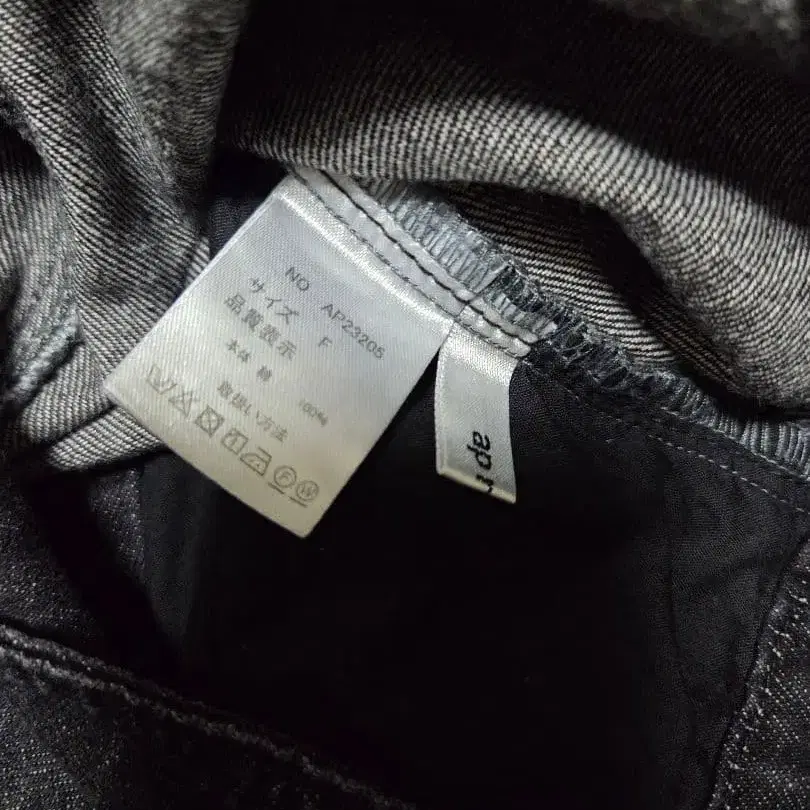 NO AP23205
サイズ F
品質表示
本体 綿 100%
取扱い方法
F W
ap r